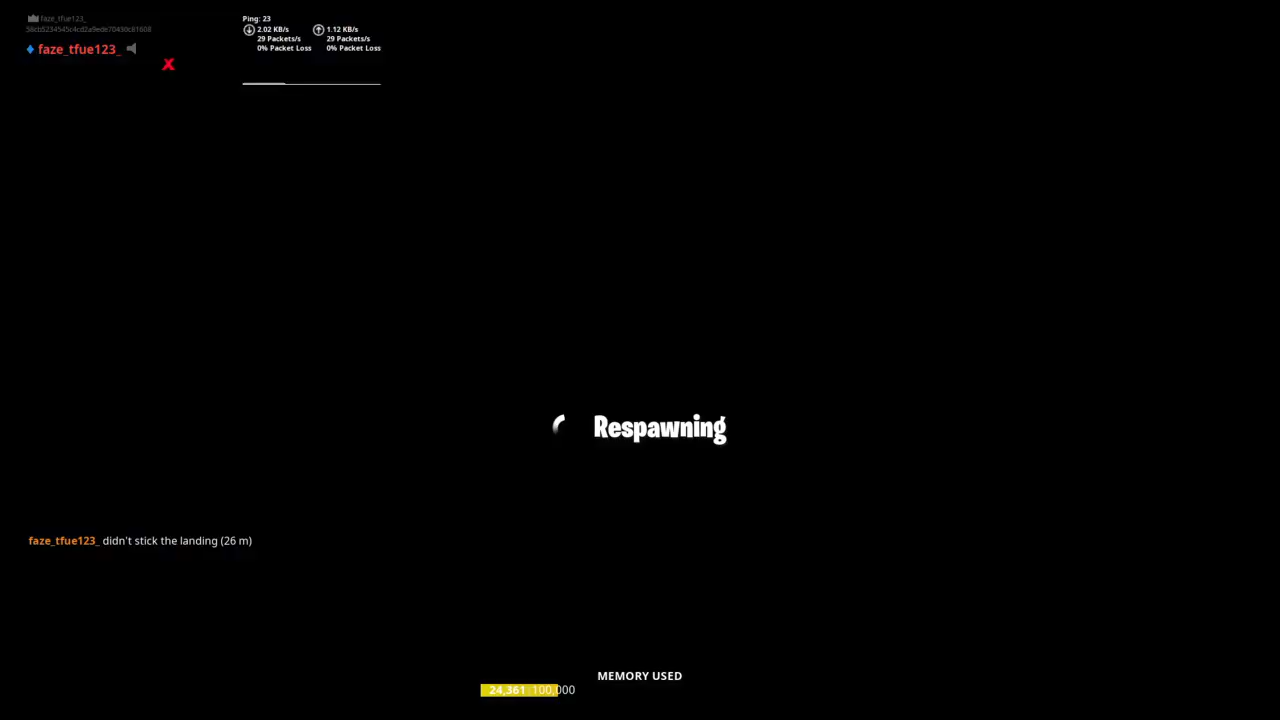 faze_tfue123_
faze_tfue123_
X
Ping: 23
2.02 KB/s 1.12 KB/s
29 Packets/s 29 Packets/s
0% Packet Loss 0% Packet Loss
Respawning
faze_tfue123_ didn't stick the landing (26 m)
MEMORY USED
24,361 100,000